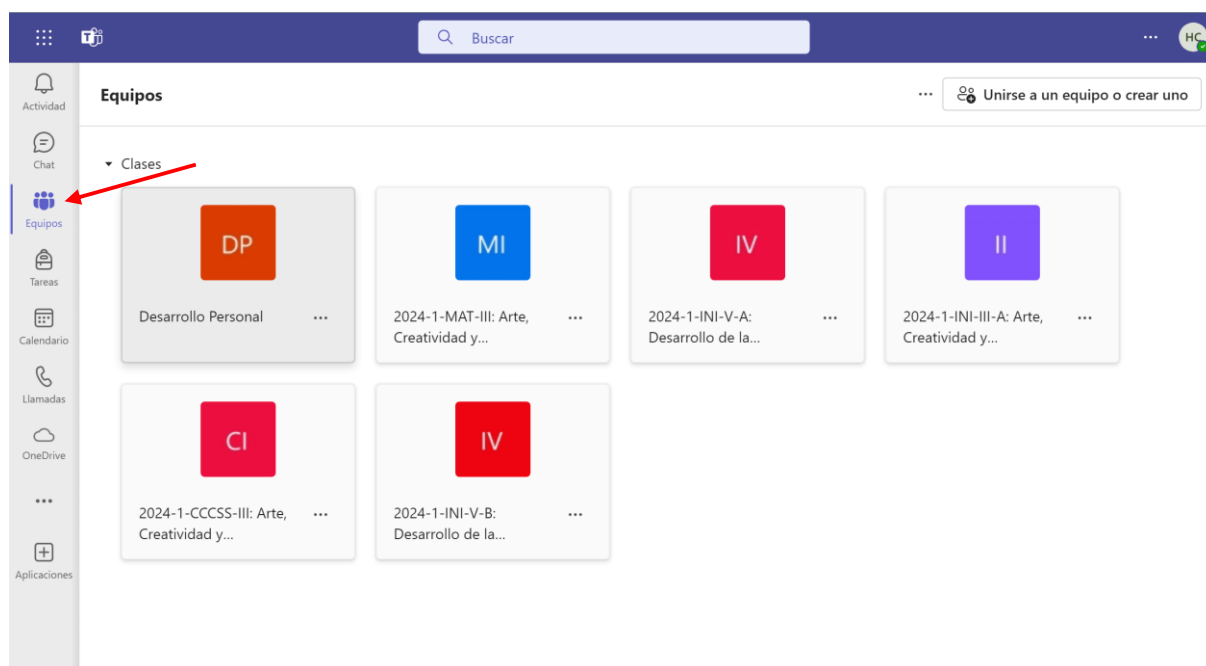 Buscar
HC
Actividad
Chat
Equipos
Tareas
Calendario
Llamadas
OneDrive
Aplicaciones
Equipos
Unirse a un equipo o crear uno
Clases
DP
Desarrollo Personal
MI
2024-1-MAT-III: Arte,
Creatividad y...
IV
2024-1-INI-V-A:
Desarrollo de la...
II
2024-1-INI-III-A: Arte,
Creatividad y...
CI
2024-1-CCCSS-III: Arte,
Creatividad y...
IV
2024-1-INI-V-B:
Desarrollo de la...